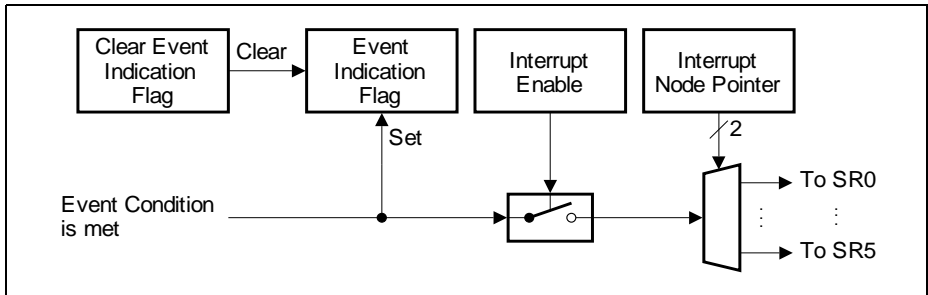 Clear Event
Indication
Flag
Clear
Event
Indication
Flag
Interrupt
Enable
Interrupt
Node Pointer
Set
2
Event Condition
is met
To SR0
To SR5